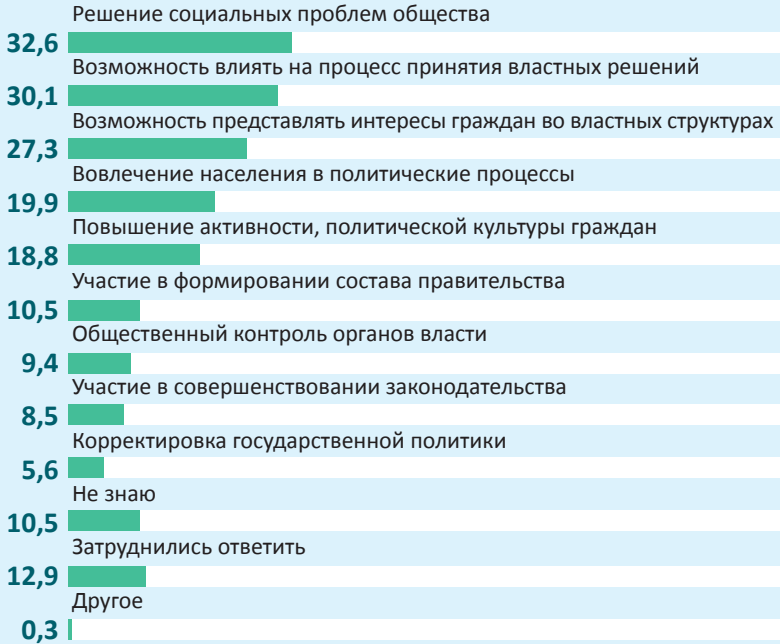 Решение социальных проблем общества
32,6
Возможность влиять на процесс принятия властных решений
30,1
Возможность представлять интересы граждан во властных структурах
27,3
Вовлечение населения в политические процессы
19,9
Повышение активности, политической культуры граждан
18,8
Участие в формировании состава правительства
10,5
Общественный контроль органов власти
9,4
Участие в совершенствовании законодательства
8,5
Корректировка государственной политики
5,6
Не знаю
10,5
Затруднились ответить
12,9
Другое
0,3